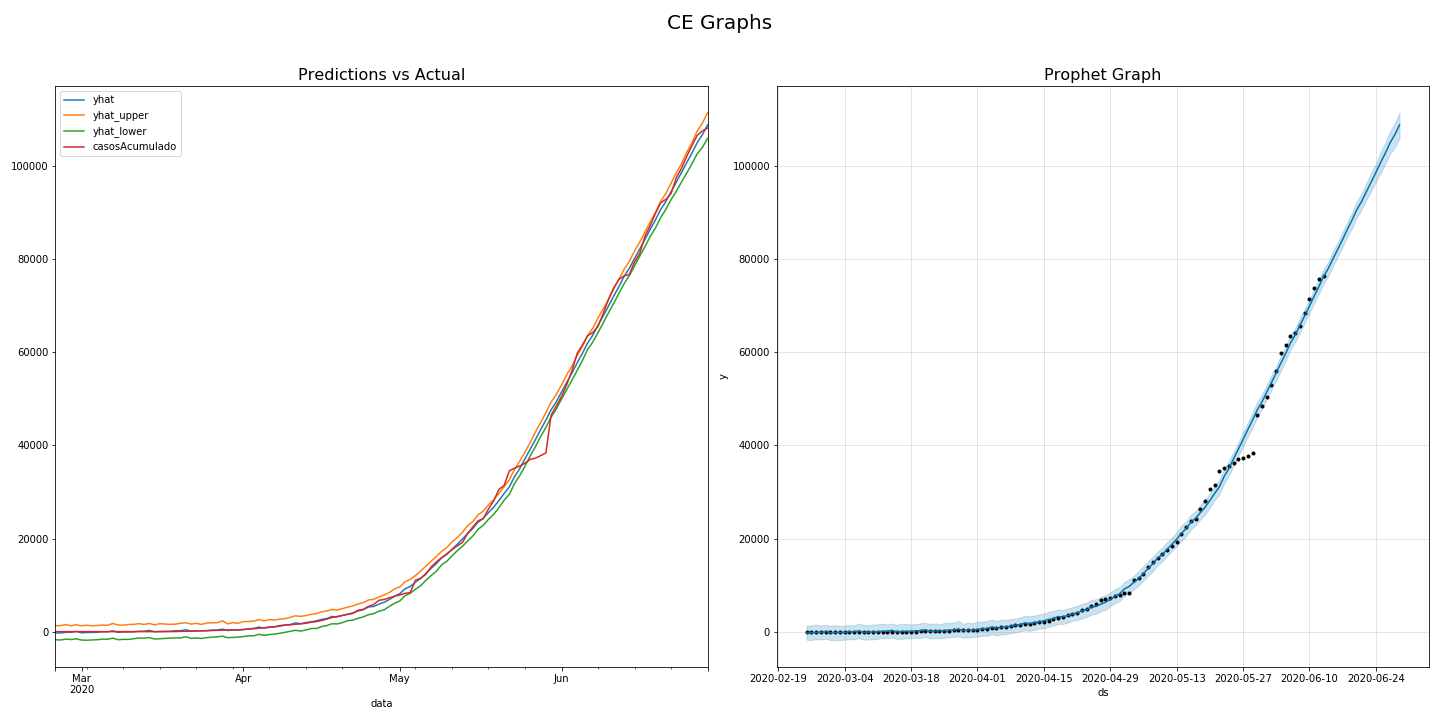 CE Graphs
Predictions vs Actual
yhat
yhat_upper
yhat_lower
casosAcumulado
100000
80000
60000
40000
20000
0
Mar
2020
Apr
May
Jun
data
Prophet Graph
y
100000
80000
60000
40000
20000
0
2020-02-19 2020-03-04 2020-03-18 2020-04-01 2020-04-15 2020-04-29 2020-05-13 2020-05-27 2020-06-10 2020-06-24
ds